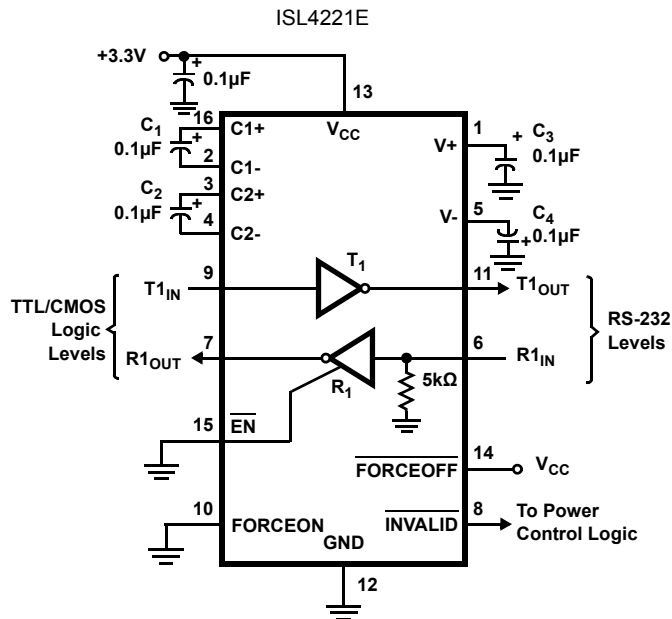 ISL4221E
+3.3V
+
0.1µF
13
16
C1+
VCC
1
C1
0.1µF
+
2
C1-
V+
+
C3
0.1µF
3
C2
0.1µF
+
C2+
4
C2-
5
V-
C4
0.1µF
+
9
T1IN
T1
11
T1OUT
TTL/CMOS
Logic
Levels
RS-232
Levels
7
R1OUT
R1
5kΩ
6
R1IN
15
EN
14
FORCEOFF
VCC
10
FORCEON
8
INVALID
To Power
Control Logic
GND
12